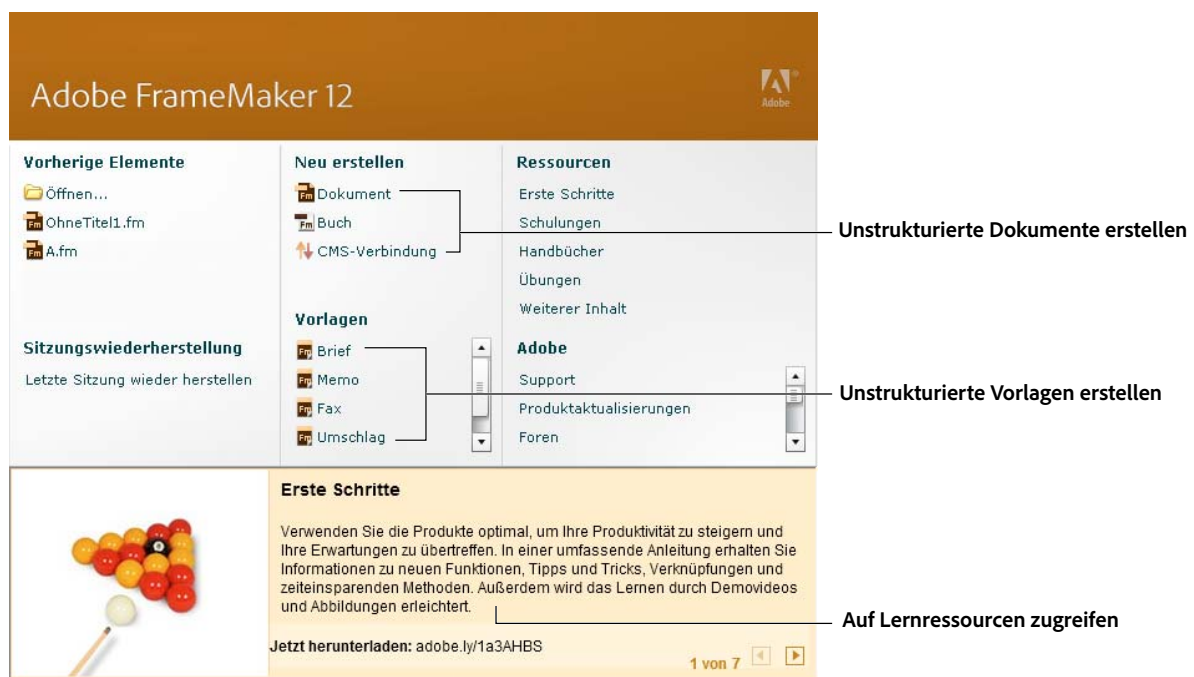 Adobe FrameMaker 12
Adobe
Vorherige Elemente
Öffnen...
OhneTitel1.fm
A.fm
Sitzungswiederherstellung
Letzte Sitzung wieder herstellen
Neu erstellen
Dokument
Buch
CMS-Verbindung
Vorlagen
Brief
Memo
Fax
Umschlag
Ressourcen
Erste Schritte
Schulungen
Handbücher
Übungen
Weiterer Inhalt
Adobe
Support
Produktaktualisierungen
Foren
Unstrukturierte Dokumente erstellen
Unstrukturierte Vorlagen erstellen
Erste Schritte
Verwenden Sie die Produkte optimal, um Ihre Produktivität zu steigern und
Ihre Erwartungen zu übertreffen. In einer umfassende Anleitung erhalten Sie
Informationen zu neuen Funktionen, Tipps und Tricks, Verknüpfungen und
zeiteinsparenden Methoden. Außerdem wird das Lernen durch Demovideos
und Abbildungen erleichtert.
Auf Lernressourcen zugreifen
Jetzt herunterladen: adobe.ly/1a3AHBS
1 von 7